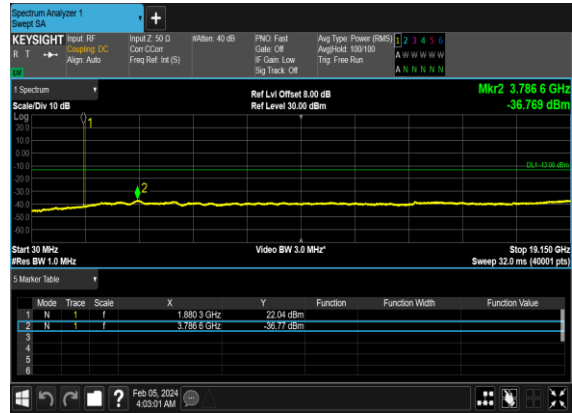 Spectrum Analyzer 1
Swept SA
+
KEYSIGHT Input: RF Input Z: 50 Ω #Atten: 40 dB PNO: Fast Avg Type: Power (RMS) 1 2 3 4 5 6
R T Coupling: DC Corr CCorr Gate: Off Avg|Hold: 100/100 A W W W W W
Align: Auto Freq Ref: Int (S) IF Gain: Low Trig: Free Run A N N N N N
LW Sig Track: Off
1 Spectrum Ref Lvl Offset 8.00 dB Mkr2 3.786 6 GHz
Scale/Div 10 dB Ref Level 30.00 dBm -36.769 dBm
Log
20.0 1
10.0
0.00
-10.0 DL1 -13.00 dBm
-20.0
-30.0 2
-40.0
-50.0
-60.0
Start 30 MHz Video BW 3.0 MHz* Stop 19.150 GHz
#Res BW 1.0 MHz Sweep 32.0 ms (40001 pts)
5 Marker Table
Mode Trace Scale X Y Function Function Width Function Value
1 N 1 f 1.880 3 GHz 22.04 dBm
2 N 1 f 3.786 6 GHz -36.77 dBm
3
4
5
6
? Feb 05, 2024
4:03:01 AM